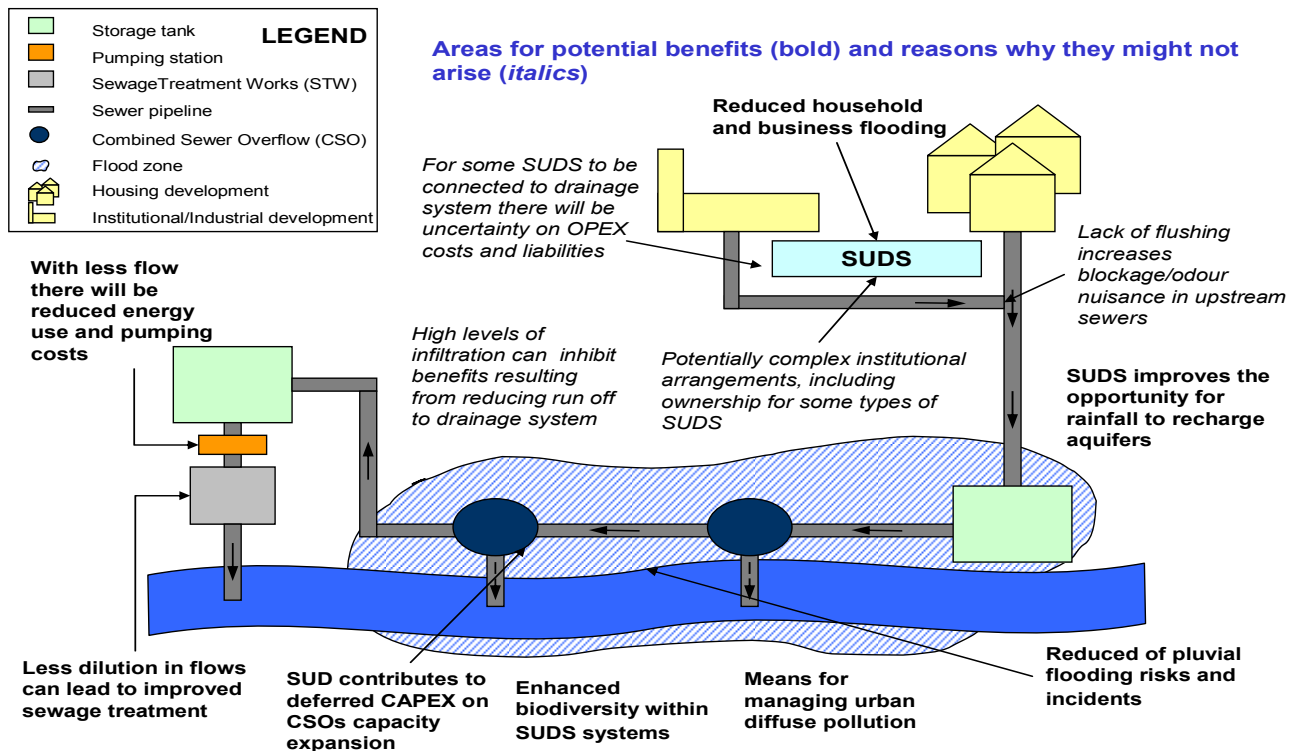 LEGEND
Storage tank
Pumping station
SewageTreatment Works (STW)
Sewer pipeline
Combined Sewer Overflow (CSO)
Flood zone
Housing development
Institutional/Industrial development
Areas for potential benefits (bold) and reasons why they might not
arise (italics)
Reduced household
and business flooding
For some SUDS to be
connected to drainage
system there will be
uncertainty on OPEX
costs and liabilities
SUDS
Lack of flushing
increases
blockage/odour
nuisance in upstream
sewers
With less flow
there will be
reduced energy
use and pumping
costs
High levels of
infiltration can inhibit
benefits resulting
from reducing run off
to drainage system
Potentially complex institutional
arrangements, including
ownership for some types of
SUDS
SUDS improves the
opportunity for
rainfall to recharge
aquifers
Less dilution in flows
can lead to improved
sewage treatment
SUD contributes to
deferred CAPEX on
CSOs capacity
expansion
Enhanced
biodiversity within
SUDS systems
Means for
managing urban
diffuse pollution
Reduced of pluvial
flooding risks and
incidents